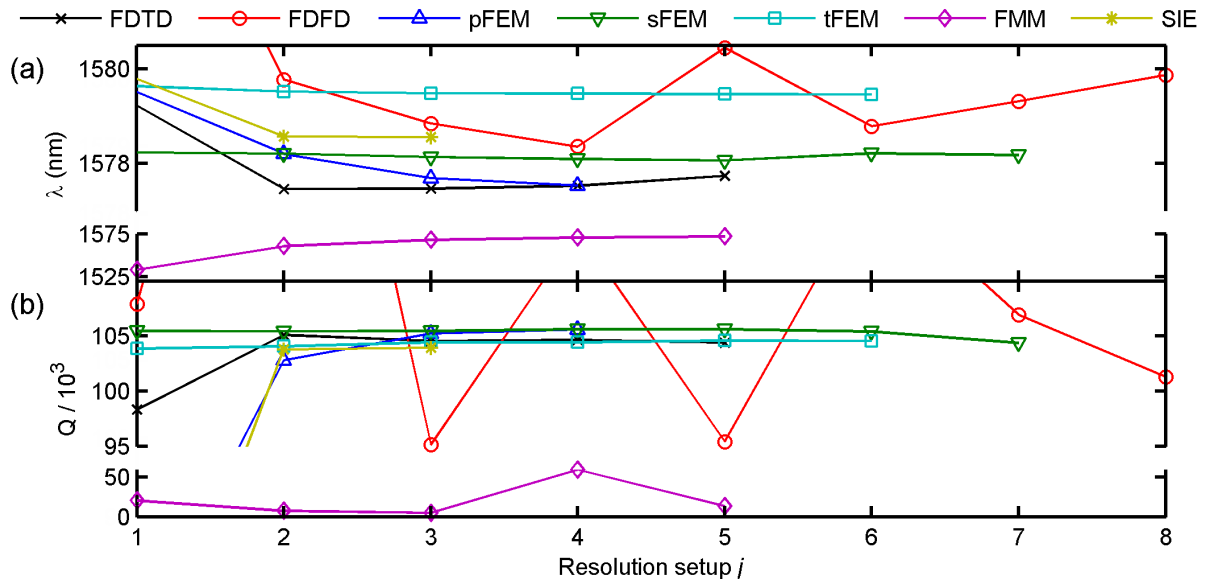 FDTD FDFD pFEM sFEM tFEM FMM SIE
(a)
1580
1578
λ (nm)
1575
1525
(b)
105
100
95
Q / 10³
50
0
1 2 3 4 5 6 7 8
Resolution setup j